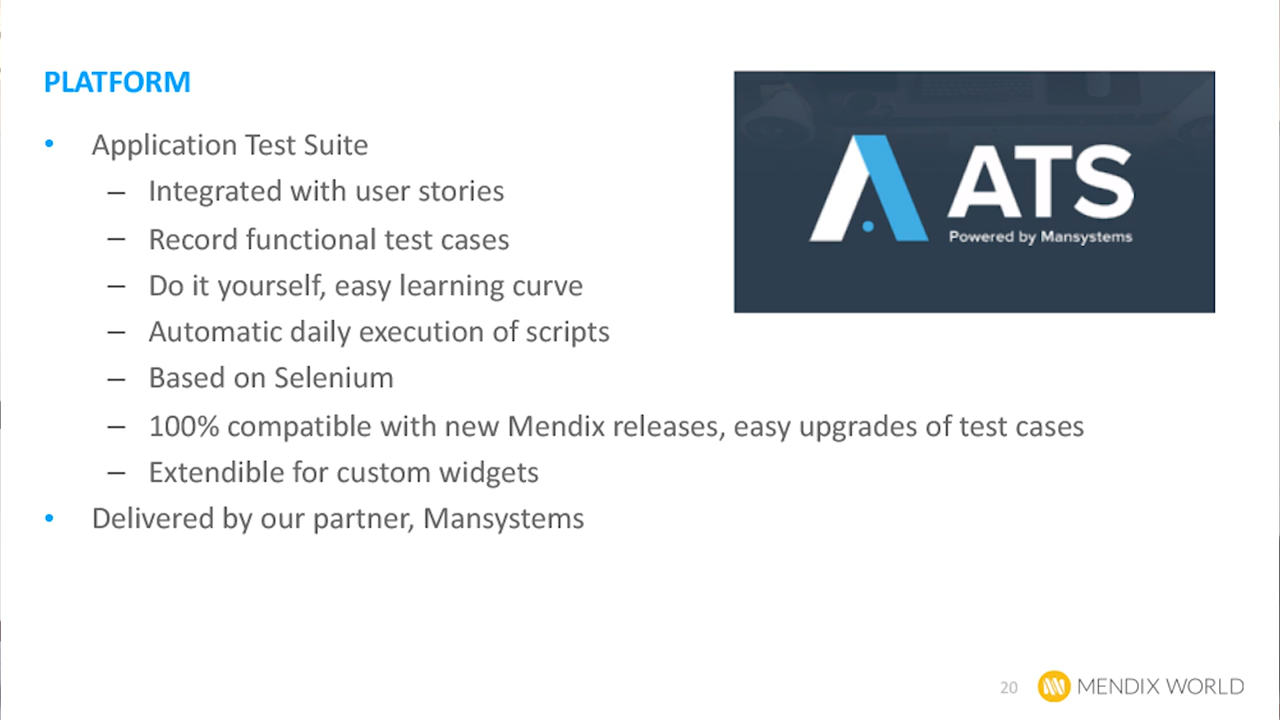 PLATFORM
• Application Test Suite
– Integrated with user stories
– Record functional test cases
– Do it yourself, easy learning curve
– Automatic daily execution of scripts
– Based on Selenium
– 100% compatible with new Mendix releases, easy upgrades of test cases
– Extendible for custom widgets
• Delivered by our partner, Mansystems
ATS
Powered by Mansystems
20 MENDIX WORLD